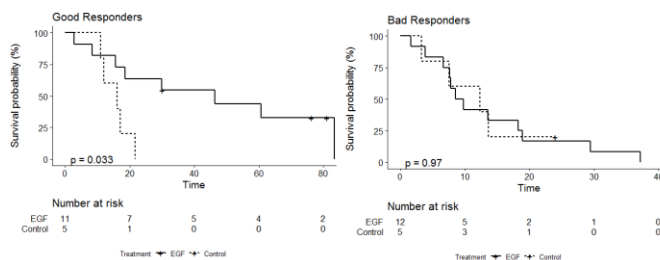 Good Responders
Survival probability (%)
100
75
50
25
0
p = 0.033
0 20 40 60 80
Time
Number at risk
EGF 11 7 5 4 2
Control 5 1 0 0 0
Treatment EGF Control
Bad Responders
Survival probability (%)
100
75
50
25
0
p = 0.97
0 10 20 30 40
Time
Number at risk
EGF 12 5 2 1 0
Control 5 3 1 0 0
Treatment EGF Control